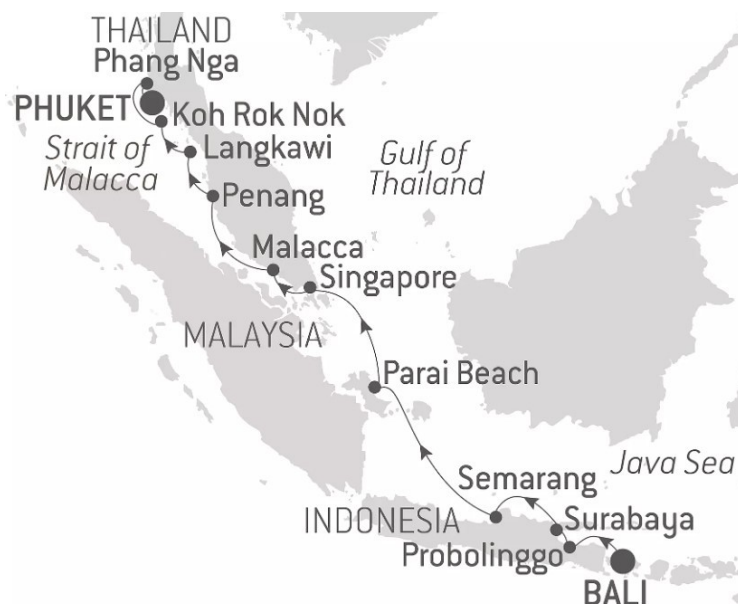 THAILAND
Phang Nga
PHUKET
Koh Rok Nok
Strait of
Malacca
Langkawi
Gulf of
Thailand
Penang
Malacca
Singapore
MALAYSIA
Parai Beach
Java Sea
Semarang
INDONESIA
Surabaya
Probolinggo
BALI